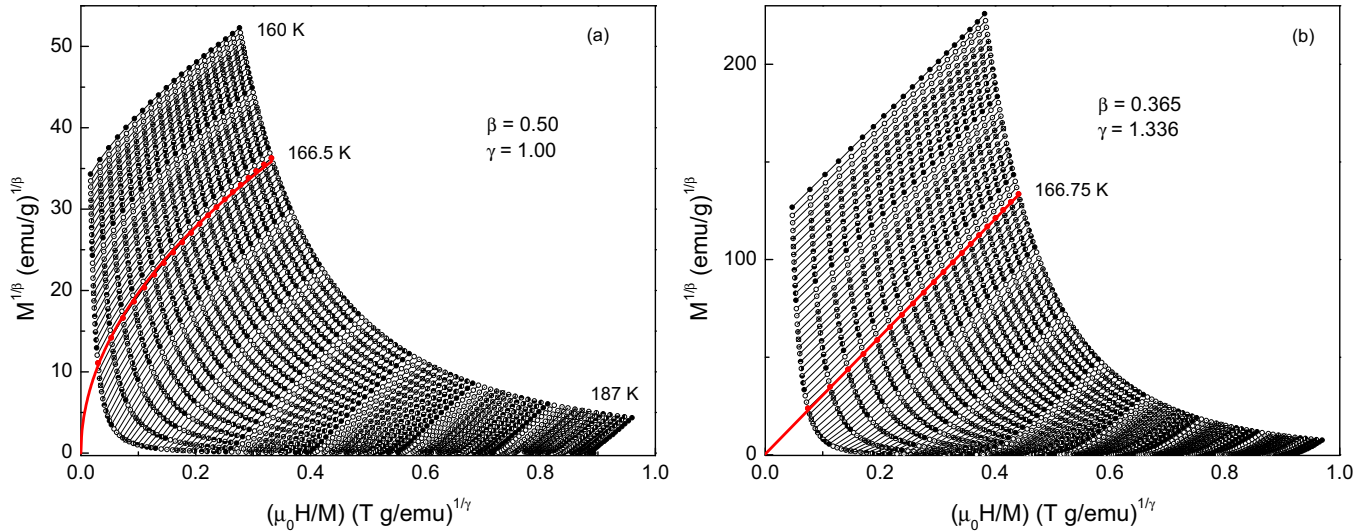 (a)
160 K
β = 0.50
γ = 1.00
166.5 K
187 K
50
40
30
20
10
0
0.0 0.2 0.4 0.6 0.8 1.0
M^{1/β} (emu/g)^{1/β}
(μ₀H/M) (T g/emu)^{1/γ}
(b)
β = 0.365
γ = 1.336
166.75 K
200
100
0
0.0 0.2 0.4 0.6 0.8 1.0
M^{1/β} (emu/g)^{1/β}
(μ₀H/M) (T g/emu)^{1/γ}